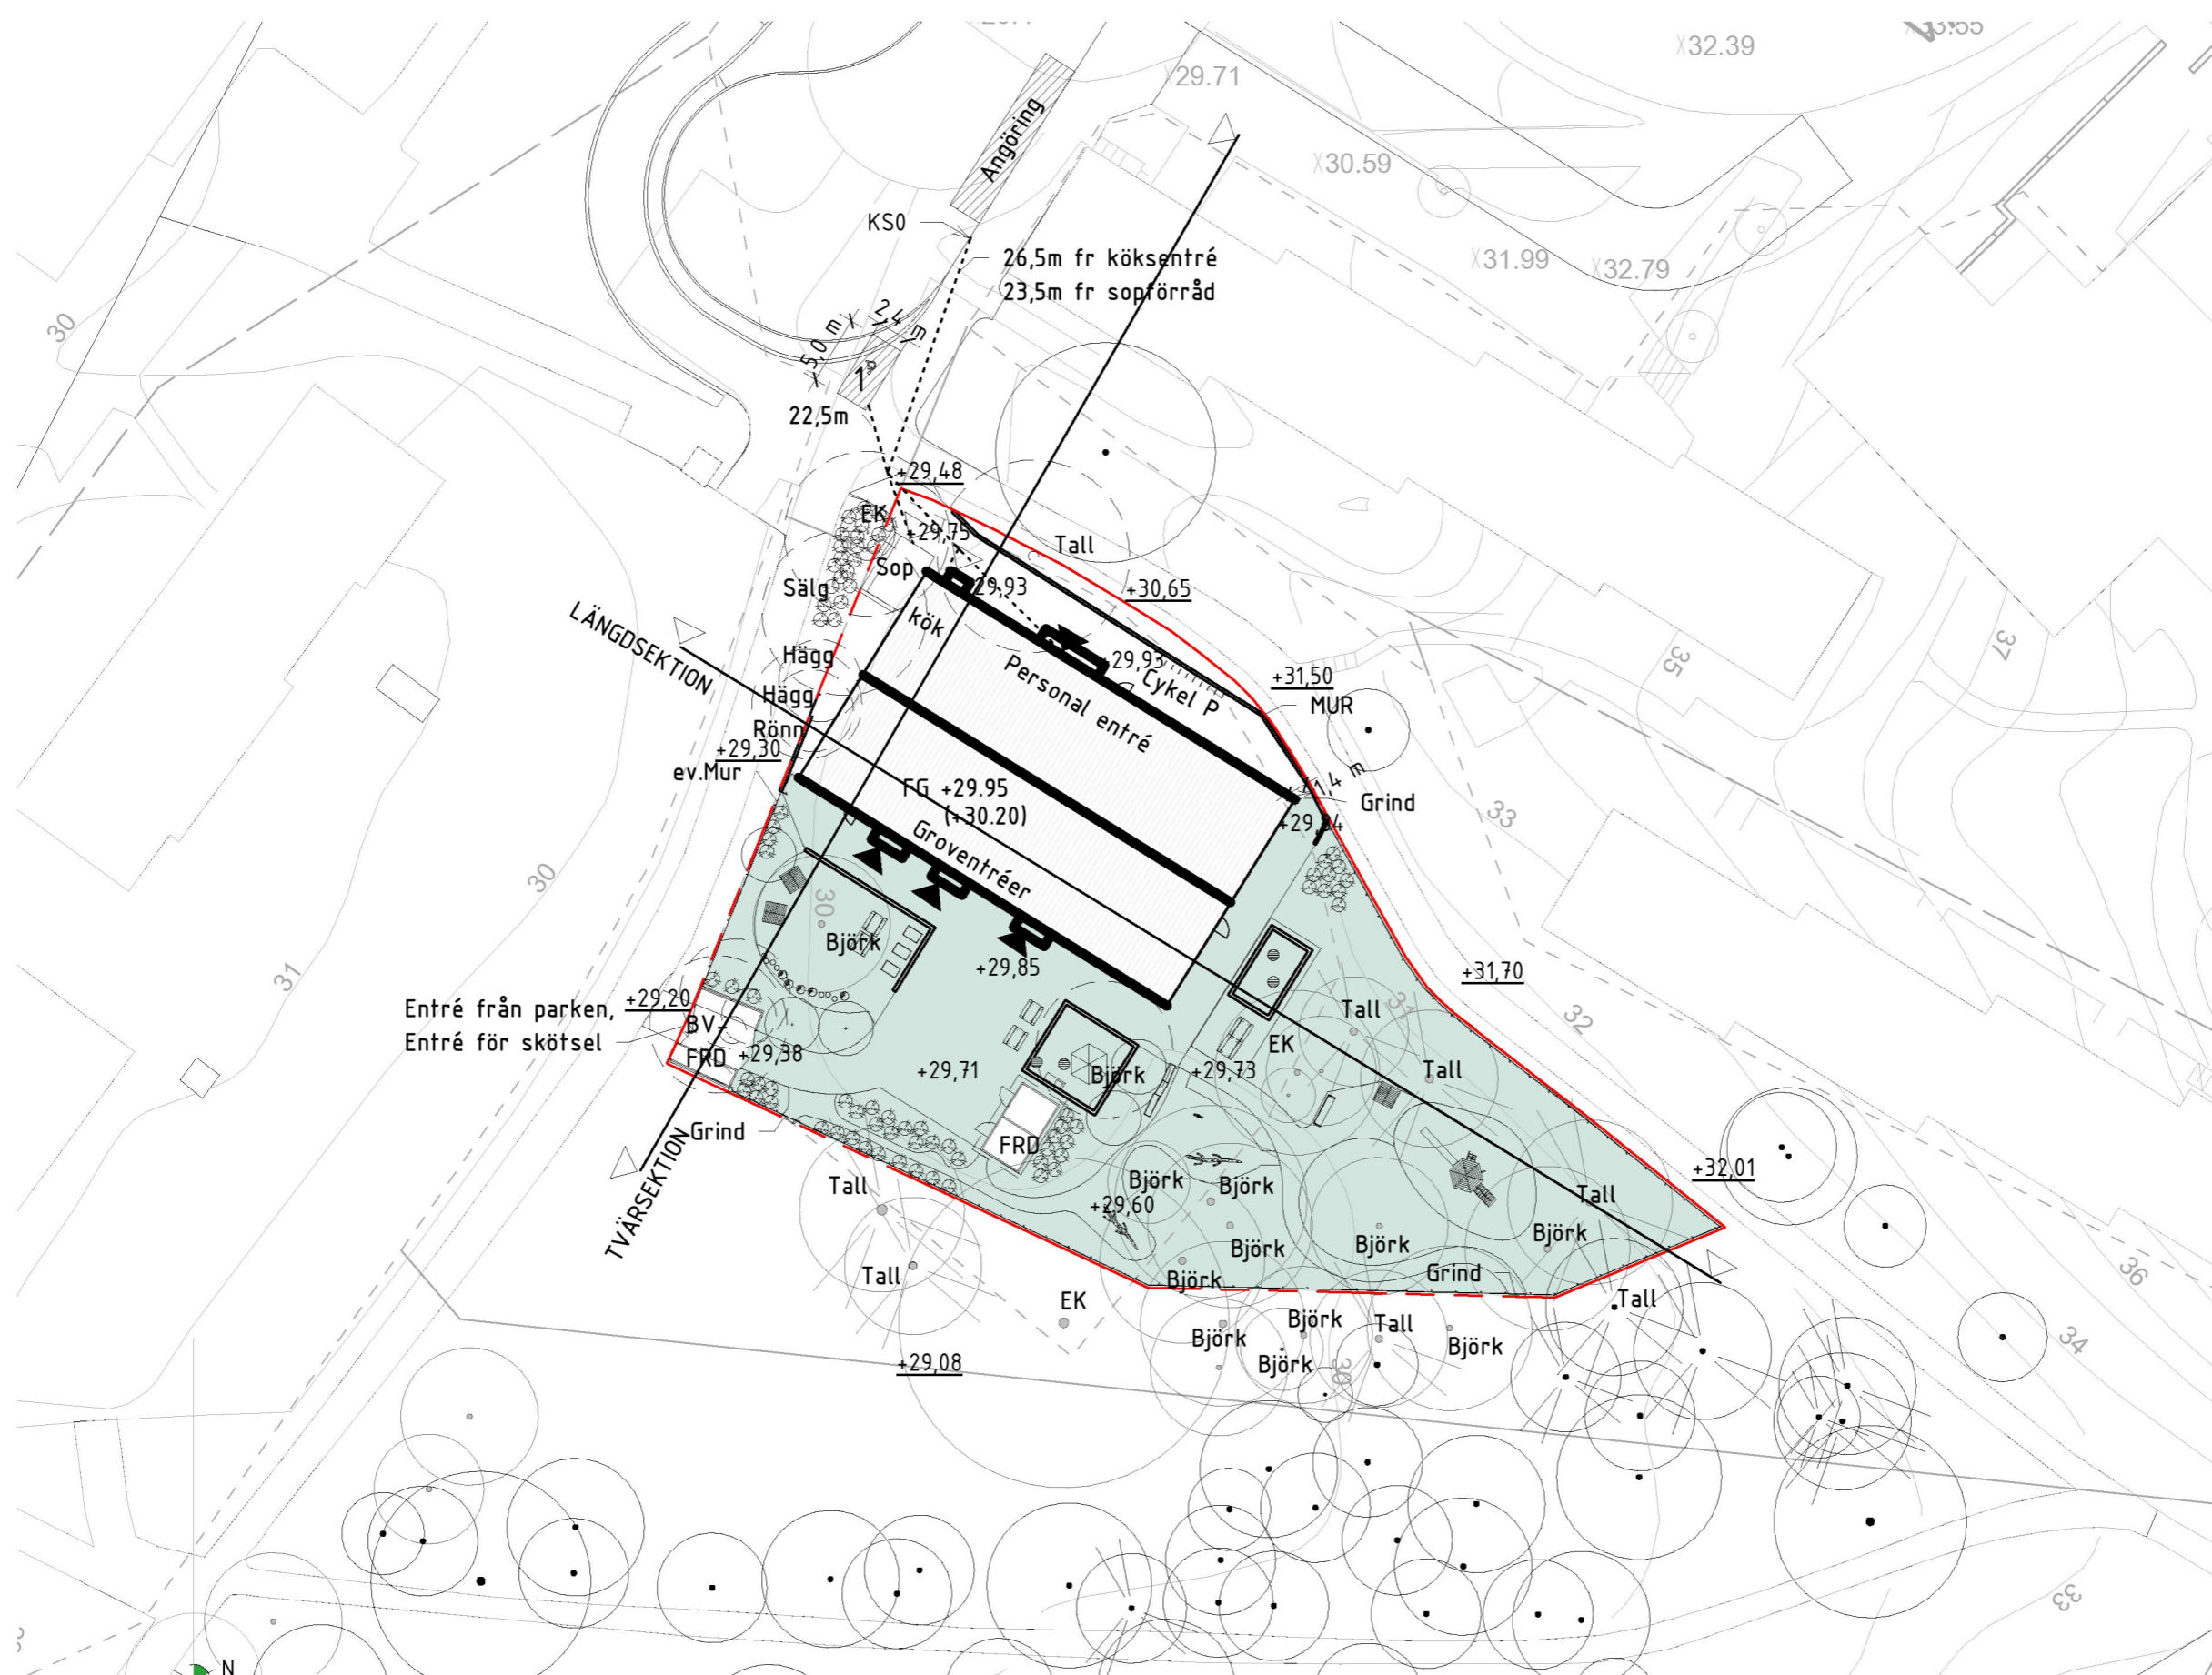 32.39
29.71
Angöring
30.59
KS0
26,5m fr köksentré
23,5m fr sopförråd
31.99
32.79
30
2,4 m
5,0 m
1
22,5m
+29,48
EK
+29,75
Tall
Sop
Sälg
29,93
+30,65
LÄNGDSEKTION
kök
Hägg
Personal entré
+29,93
Cykel P
35
37
+31,50
MUR
Hägg
Rönn
+29,30
ev.Mur
FG +29.95
(+30.20)
Grind
33
Groventréer
30
30
Björk
+29,85
31
+31,70
Entré från parken,
Entré för skötsel
+29,20
BV-
FRD
+29,38
Tall
31
32
EK
+29,71
Björk
+29,73
Tall
Grind
FRD
TVÄRSEKTION
Tall
Björk
Björk
+29,60
+32,01
Tall
Björk
Björk
Björk
Tall
Björk
Grind
36
EK
Tall
Björk
Björk
Tall
Björk
Björk
34
+29,08
30
33
N